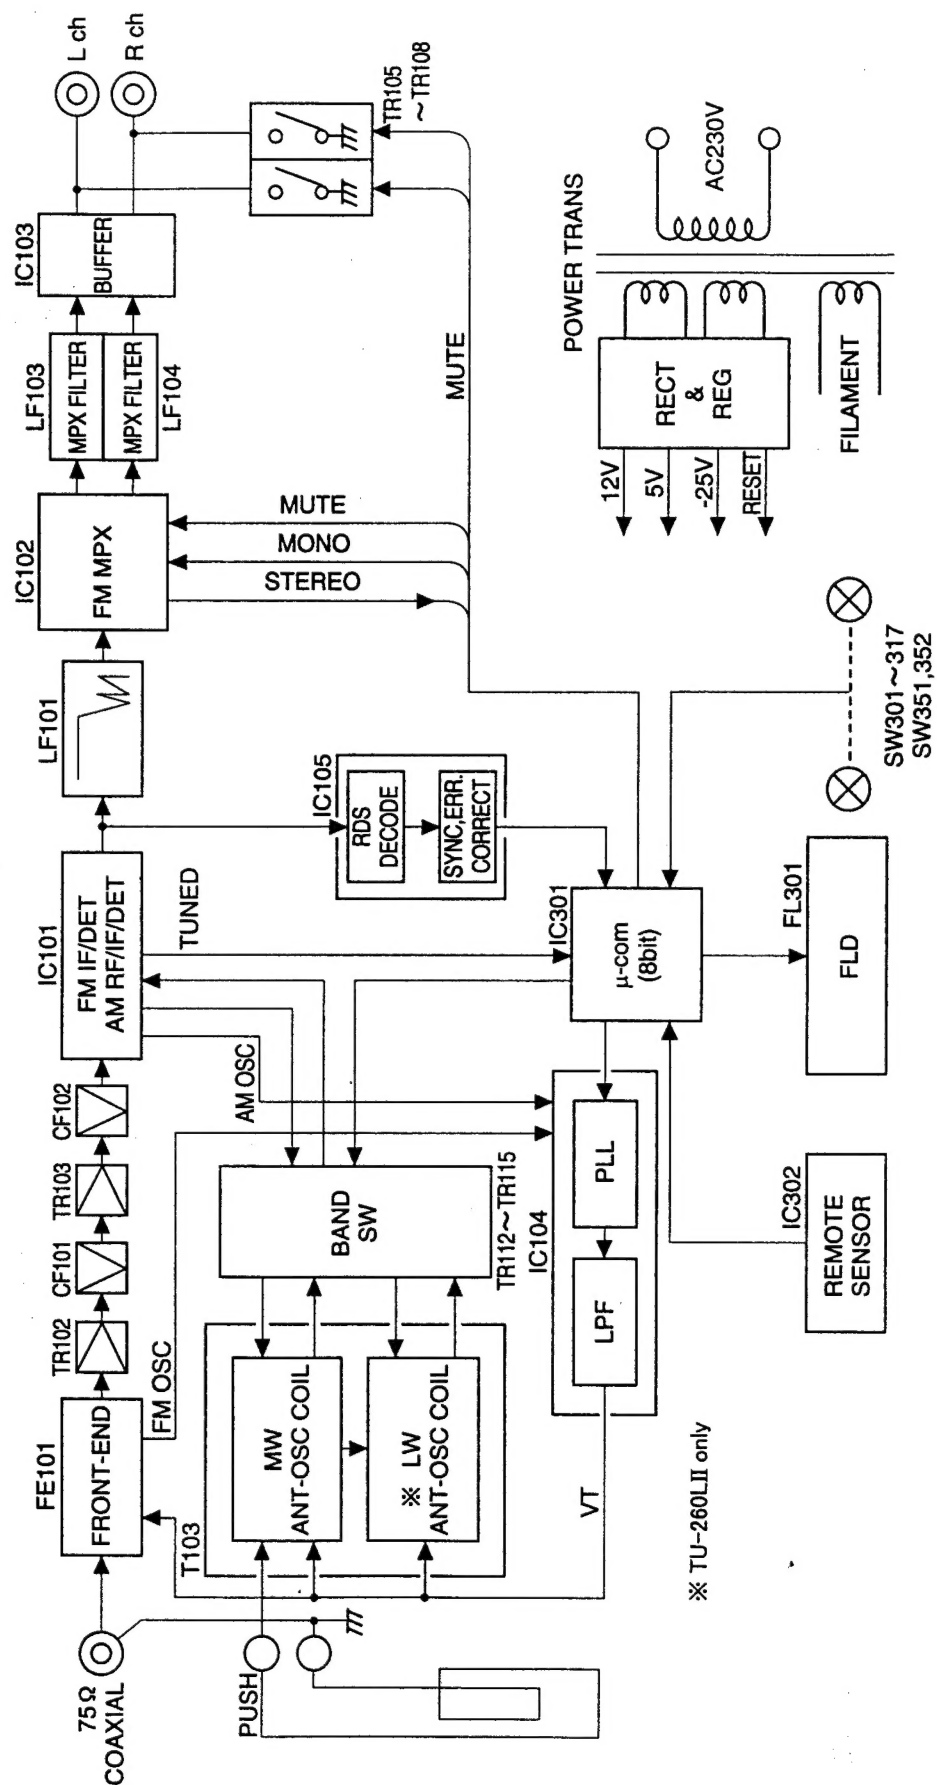 75Ω
COAXIAL
FE101
FRONT-END
TR102
CF101
TR103
CF102
IC101
FM IF/DET
AM RF/IF/DET
LF101
IC102
FM MPX
LF103
MPX FILTER
MPX FILTER
LF104
IC103
BUFFER
L ch
R ch
TR105
~TR108
FM OSC
AM OSC
TUNED
IC105
RDS
DECODE
SYNC,ERR.
CORRECT
STEREO
MONO
MUTE
MUTE
PUSH
T103
MW
ANT-OSC COIL
※ LW
ANT-OSC COIL
BAND
SW
TR112~TR115
IC104
LPF
PLL
VT
IC301
μ-com
(8bit)
IC302
REMOTE
SENSOR
FL301
FLD
SW301~317
SW351,352
POWER TRANS
AC230V
RECT
&
REG
12V
5V
-25V
RESET
FILAMENT
※ TU-260LII only